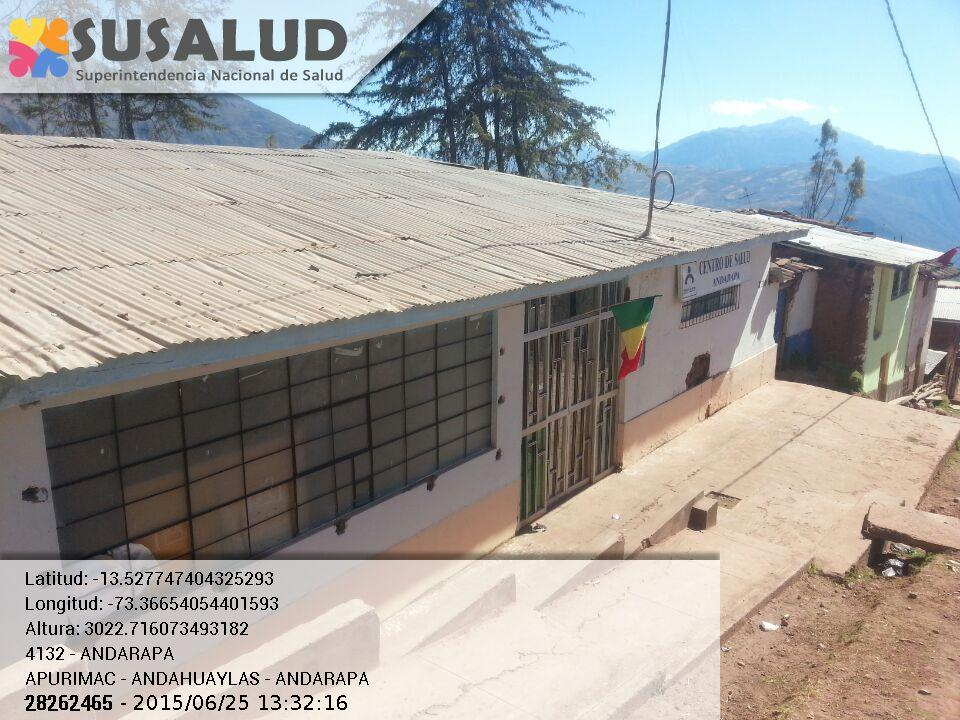 SUSALUD
Superintendencia Nacional de Salud
CENTRO DE SALUD
ANDARAPA
Latitud: -13.527747404325293
Longitud: -73.36654054401593
Altura: 3022.716073493182
4132 - ANDARAPA
APURIMAC - ANDAHUAYLAS - ANDARAPA
- 2015/06/25 13:32:16